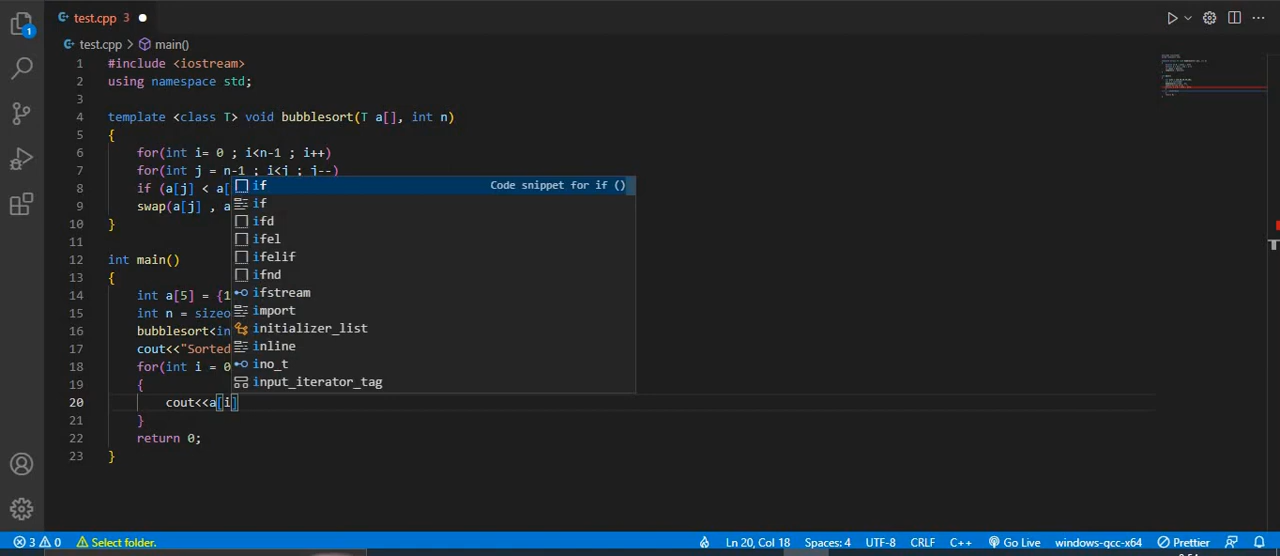 test.cpp 3
test.cpp > main()
1 #include <iostream>
2 using namespace std;
3
4 template <class T> void bubblesort(T a[], int n)
5 {
6 for(int i= 0 ; i<n-1 ; i++)
7 for(int j = n-1 ; i<j ; j--)
8 if (a[j] < a[
if Code snippet for if ()
9 swap(a[j] , a
if
10 }
ifd
11
ifel
12 int main()
ifelif
13 {
ifnd
14 int a[5] = {1
ifstream
15 int n = sizeo
import
16 bubblesort<in
initializer_list
17 cout<<"Sorted
inline
18 for(int i = 0
ino_t
19 {
input_iterator_tag
20 cout<<a[i]
21 }
22 return 0;
23 }
1
3 0 Select folder. Ln 20, Col 18 Spaces: 4 UTF-8 CRLF C++ Go Live windows-gcc-x64 Prettier